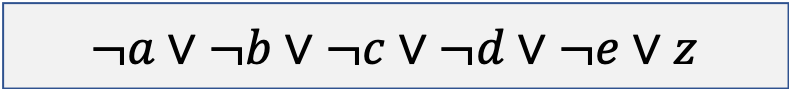 ¬a ∨ ¬b ∨ ¬c ∨ ¬d ∨ ¬e ∨ z